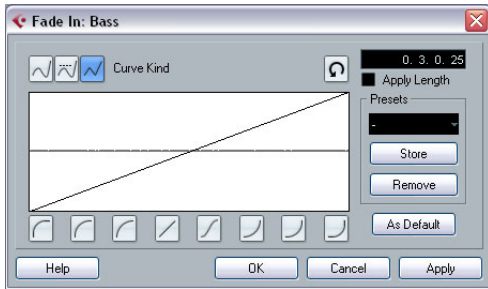 Fade In: Bass
Curve Kind
0. 3. 0. 25
Apply Length
Presets
-
Store
Remove
As Default
Help
OK
Cancel
Apply